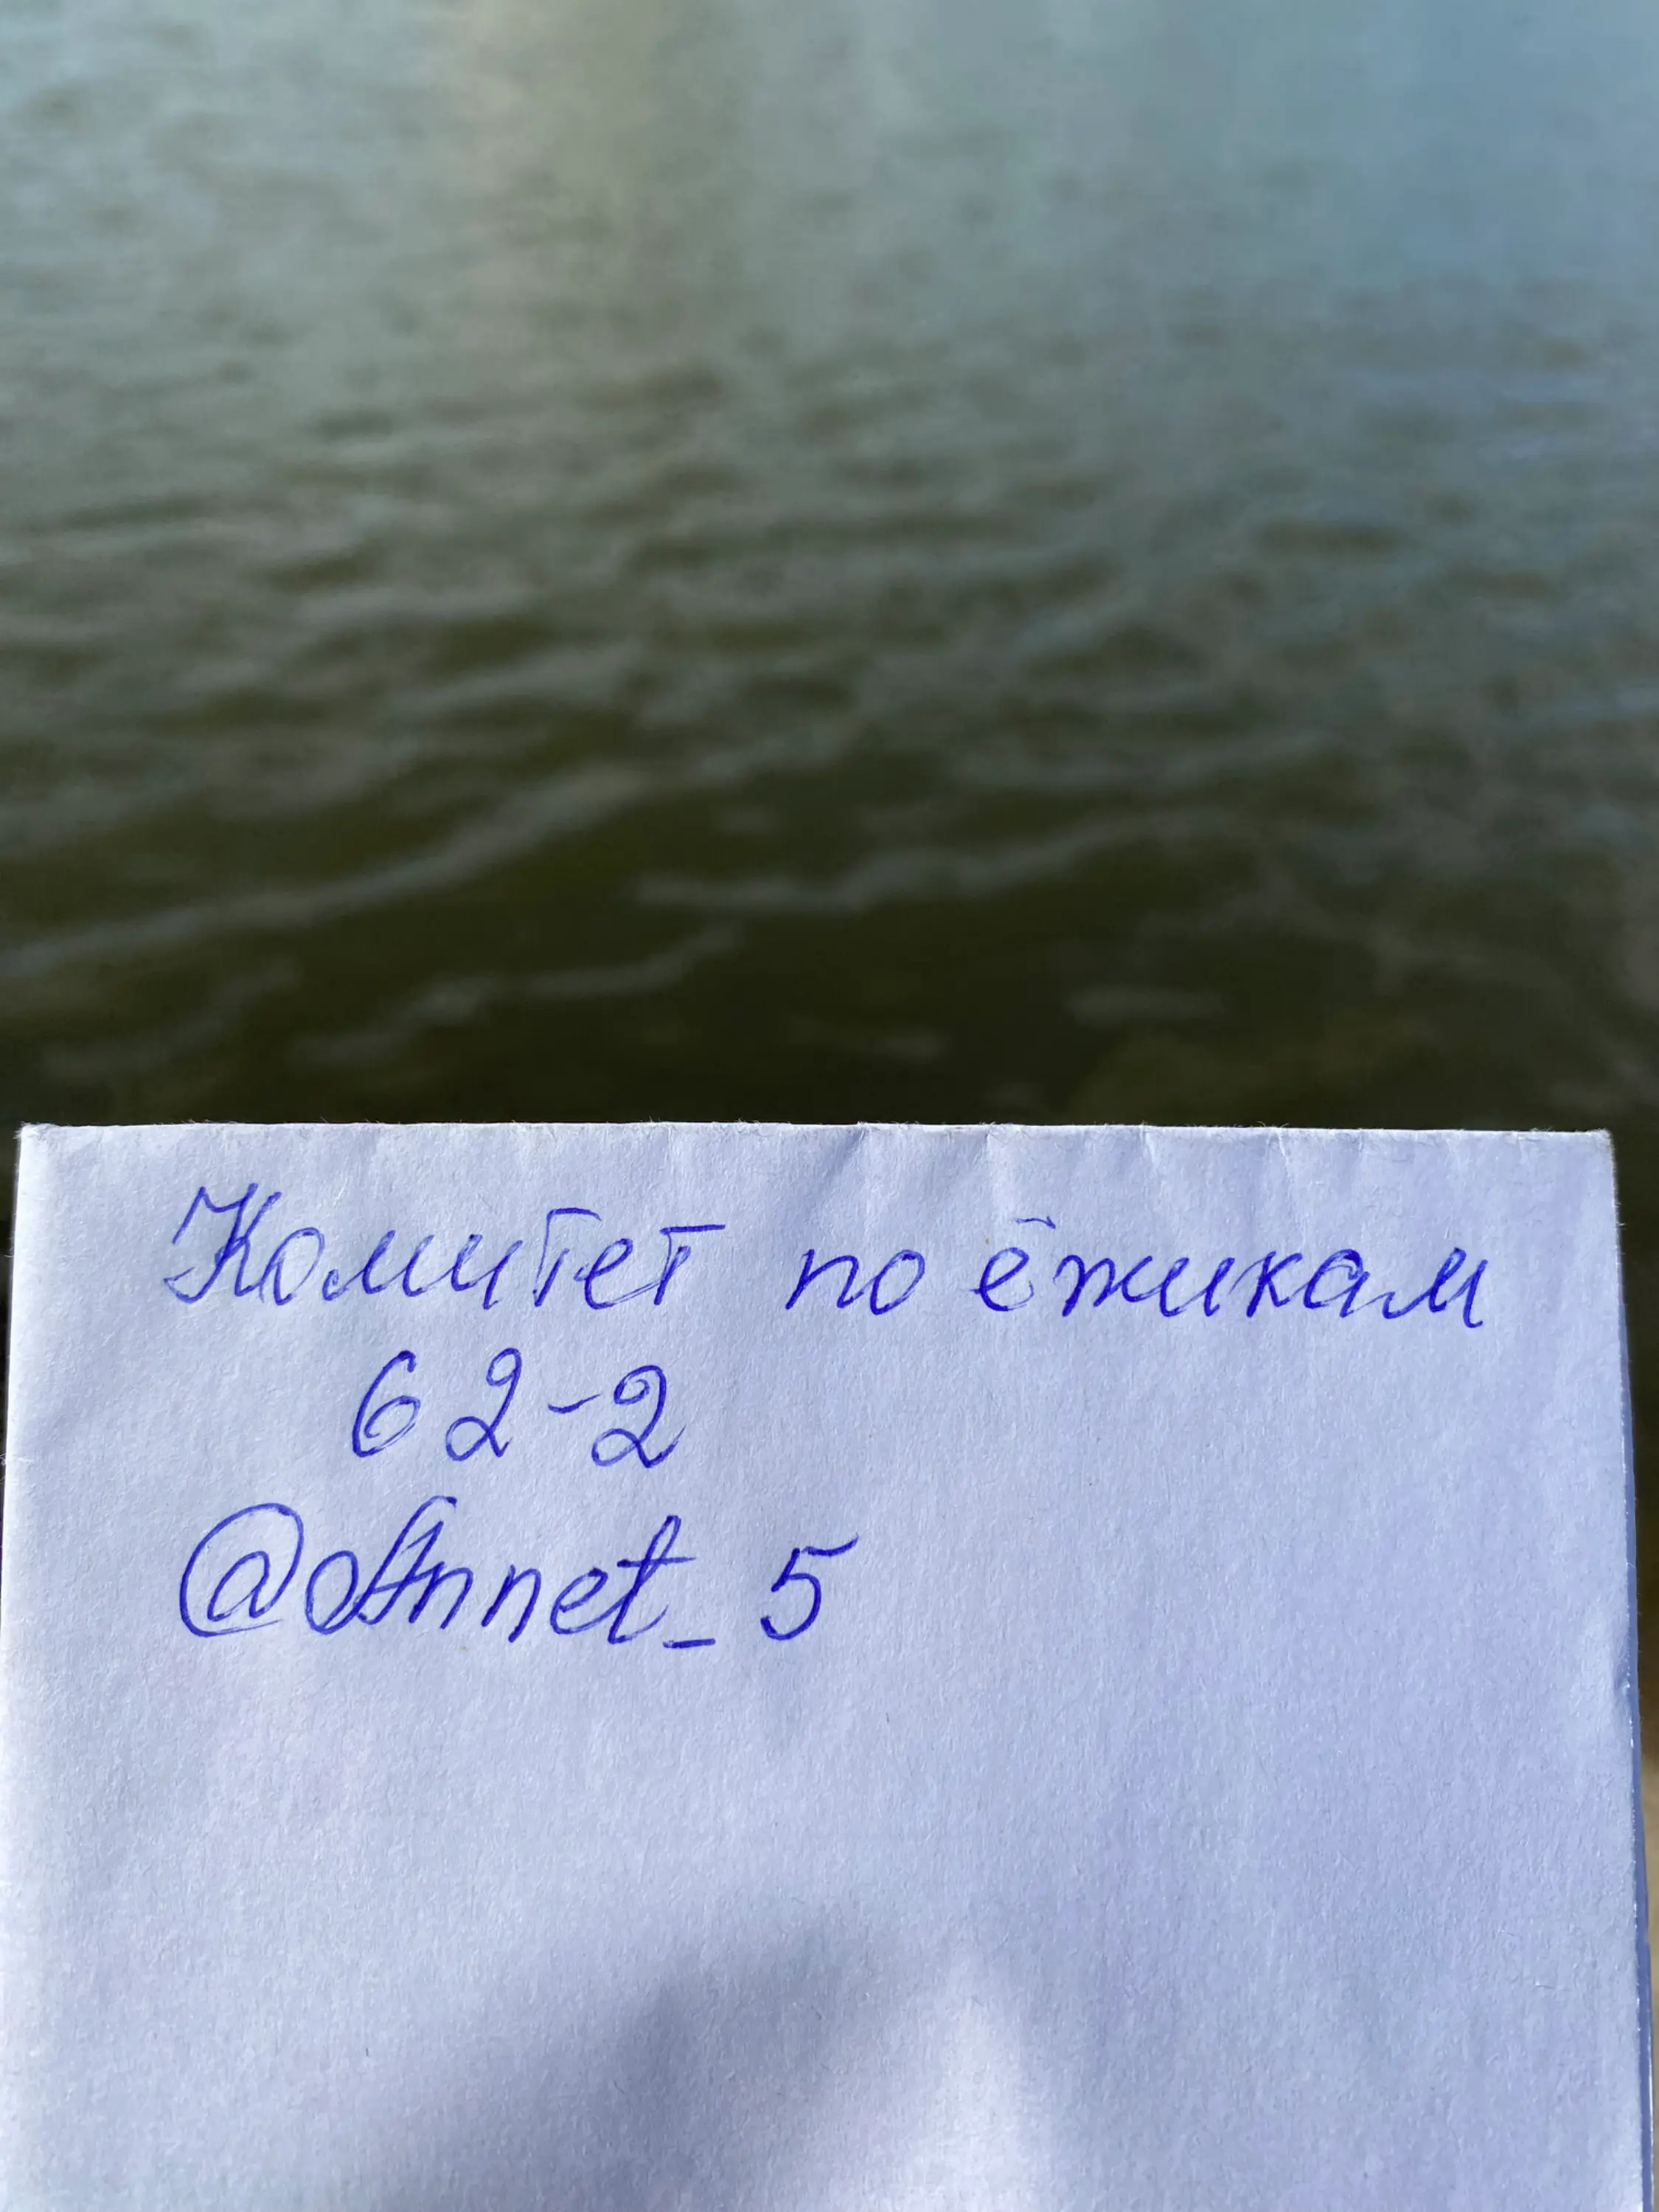 Комитет по ёжикам
62-2
@Annet_5